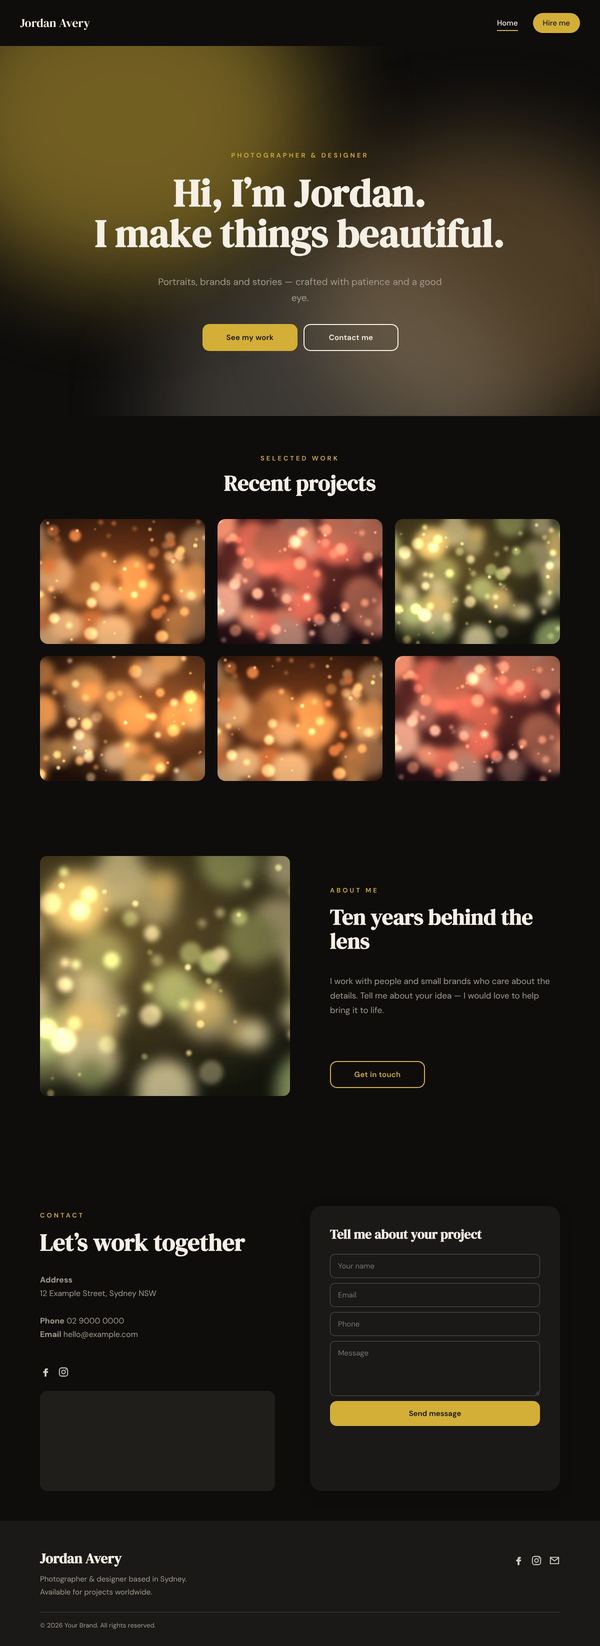 Jordan Avery
Home
Hire me
PHOTOGRAPHER & DESIGNER
Hi, I’m Jordan.
I make things beautiful.
Portraits, brands and stories — crafted with patience and a good
eye.
See my work
Contact me
SELECTED WORK
Recent projects
ABOUT ME
Ten years behind the
lens
I work with people and small brands who care about the
details. Tell me about your idea — I would love to help
bring it to life.
Get in touch
CONTACT
Let’s work together
Address
12 Example Street, Sydney NSW
Phone 02 9000 0000
Email hello@example.com
Tell me about your project
Your name
Email
Phone
Message
Send message
Jordan Avery
Photographer & designer based in Sydney.
Available for projects worldwide.
© 2026 Your Brand. All rights reserved.